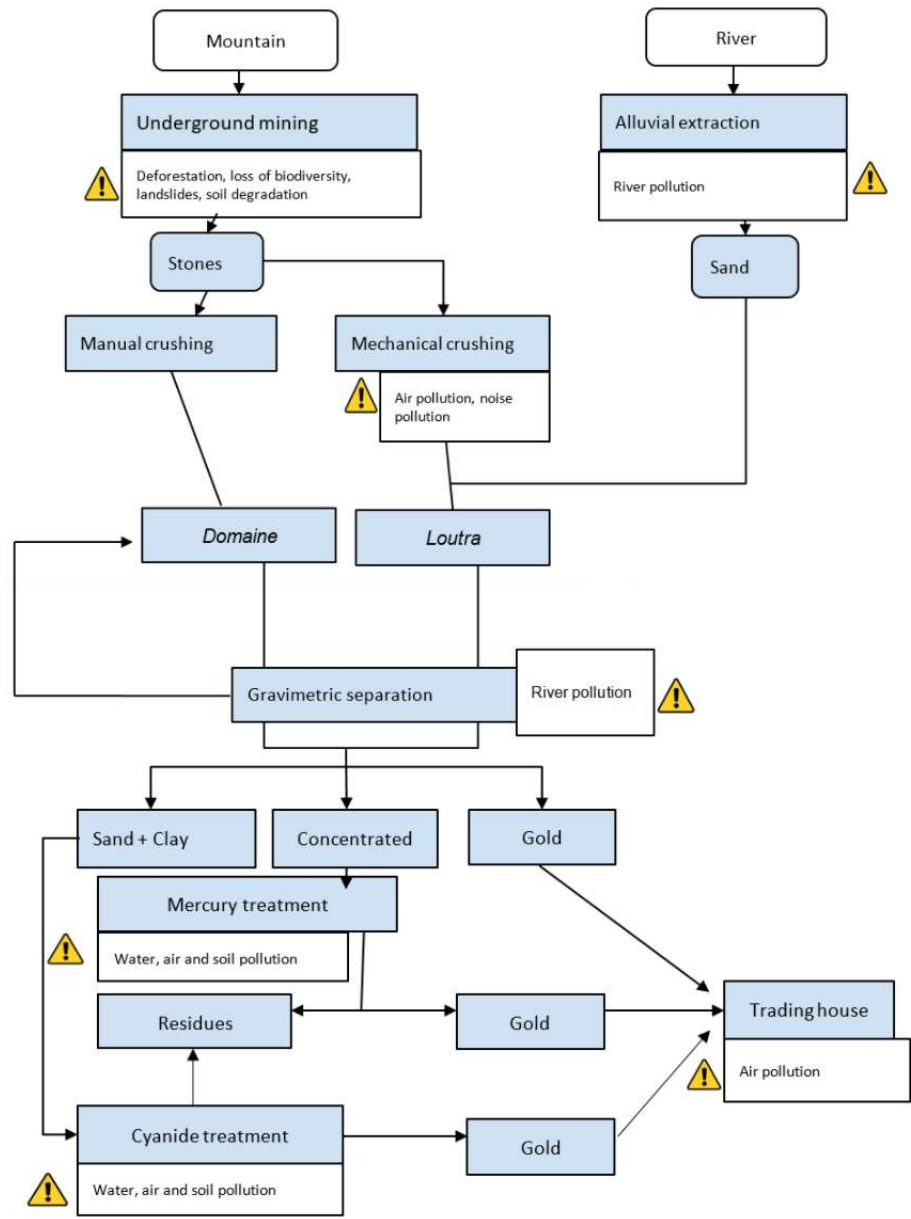 Mountain
River
Underground mining
Alluvial extraction
Deforestation, loss of biodiversity,
landslides, soil degradation
River pollution
Stones
Sand
Manual crushing
Mechanical crushing
Air pollution, noise
pollution
Domaine
Loutra
Gravimetric separation
River pollution
Sand + Clay
Concentrated
Gold
Mercury treatment
Water, air and soil pollution
Residues
Gold
Trading house
Air pollution
Cyanide treatment
Gold
Water, air and soil pollution